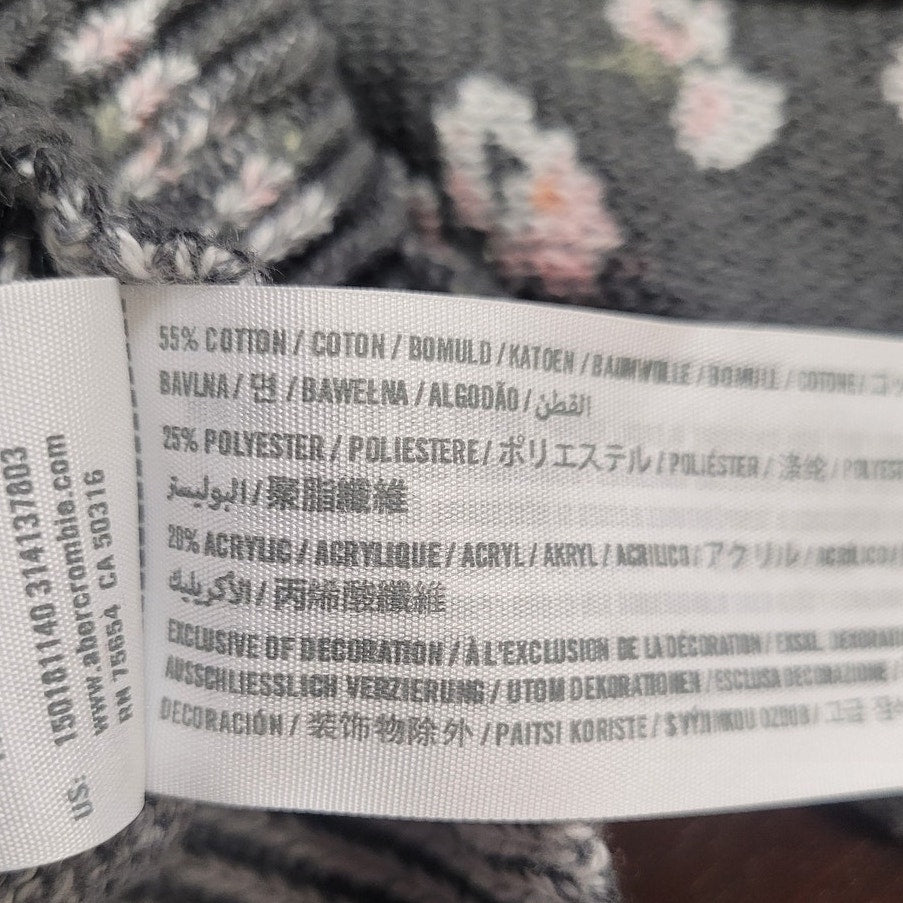 150181140 314137803
www.abercrombie.com
US: RN 75654 CA 50316
55% COTTON / COTON / BOMULD / KATOEN / BAUMWOLLE / BOMULL / COTONE /
BAVLNA / 면 / BAWEŁNA / ALGODÃO / القطن
25% POLYESTER / POLIESTERE / ポリエステル / POLIÉSTER / 涤纶 /
البوليستر / 聚脂纖維
20% ACRYLIC / ACRYLIQUE / ACRYL / AKRYL / ACRILICO / アクリル /
الأكريليك / 丙烯酸纖維
EXCLUSIVE OF DECORATION / À L'EXCLUSION DE LA DÉCORATION / EXKL.
AUSSCHLIESSLICH VERZIERUNG / UTOM DEKORATIONEN / ESCLUSA DECORAZIONE /
DECORACIÓN / 装饰物除外 / PAITSI KORISTE /